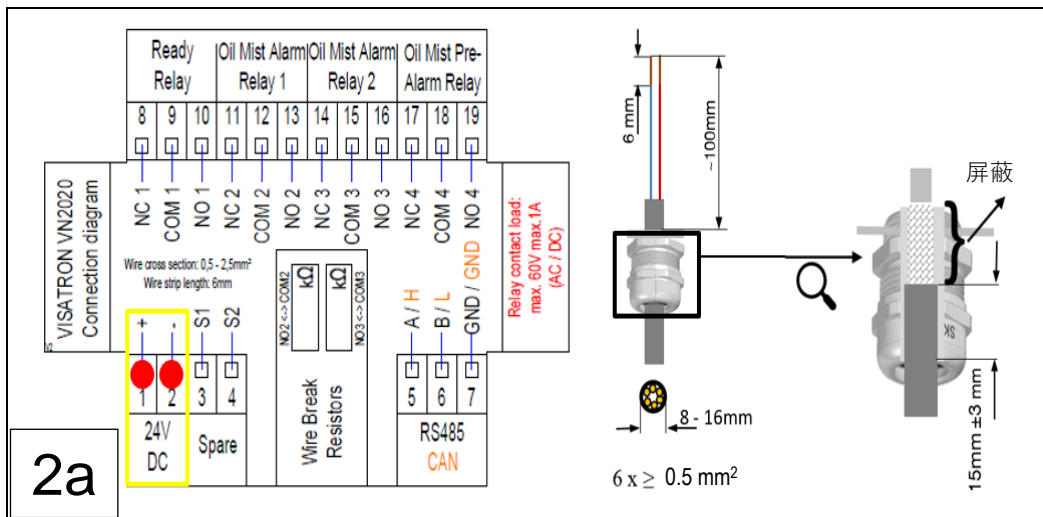 Ready
Relay
Oil Mist Alarm
Relay 1
Oil Mist Alarm
Relay 2
Oil Mist Pre-
Alarm Relay
8 9 10 11 12 13 14 15 16 17 18 19
NC 1
COM 1
NO 1
NC 2
COM 2
NO 2
NC 3
COM 3
NO 3
NC 4
COM 4
NO 4
VISATRON VN2020
Connection diagram
V2
Wire cross section: 0,5 - 2,5mm²
Wire strip length: 6mm
NO2 <-> COM2
kΩ
kΩ
NO3 <-> COM3
Wire Break
Resistors
Relay contact load:
max. 60V max.1A
(AC / DC)
+
-
S1
S2
A / H
B / L
GND / GND
1 2 3 4
5 6 7
24V
DC
Spare
RS485
CAN
2a
6 mm
~100mm
8 - 16mm
6 x ≥ 0.5 mm²
屏蔽
SK
15mm ±3 mm